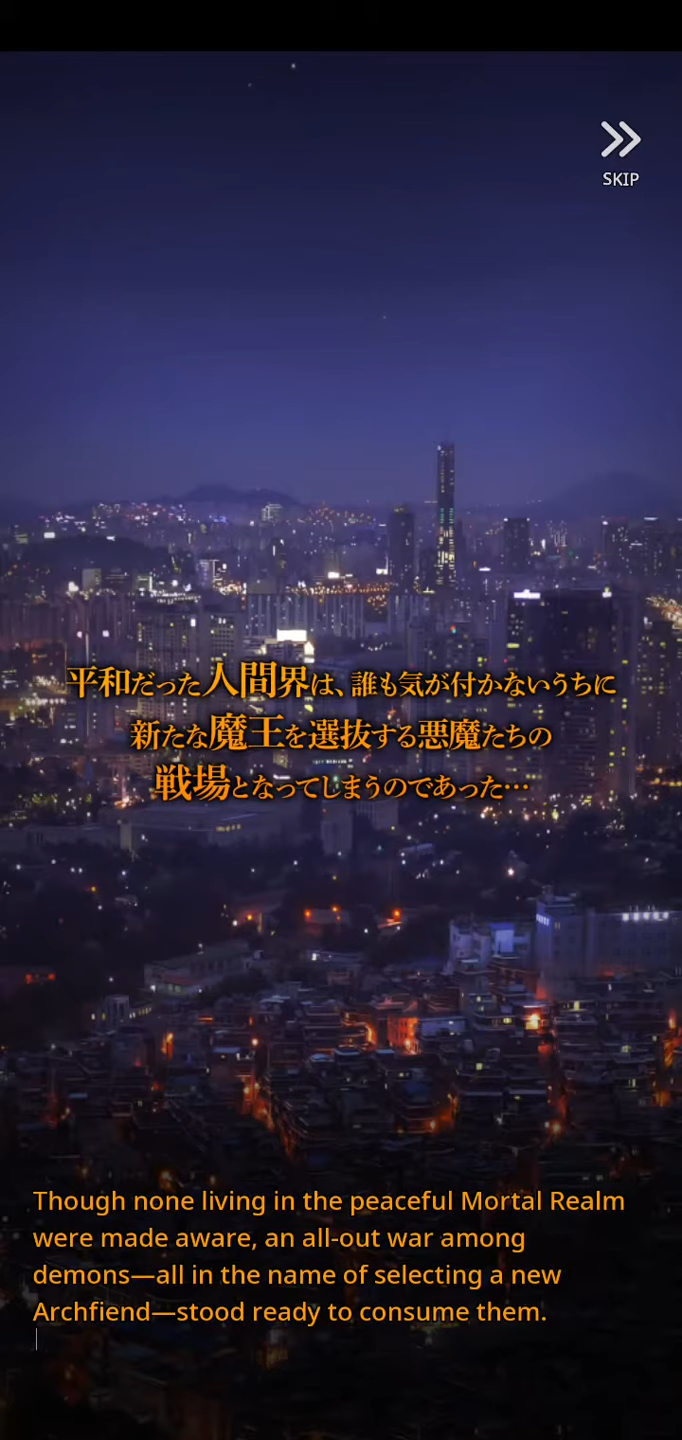 SKIP
平和だった人間界は、誰も気が付かないうちに
新たな魔王を選抜する悪魔たちの
戦場となってしまうのであった…
Though none living in the peaceful Mortal Realm
were made aware, an all-out war among
demons—all in the name of selecting a new
Archfiend—stood ready to consume them.